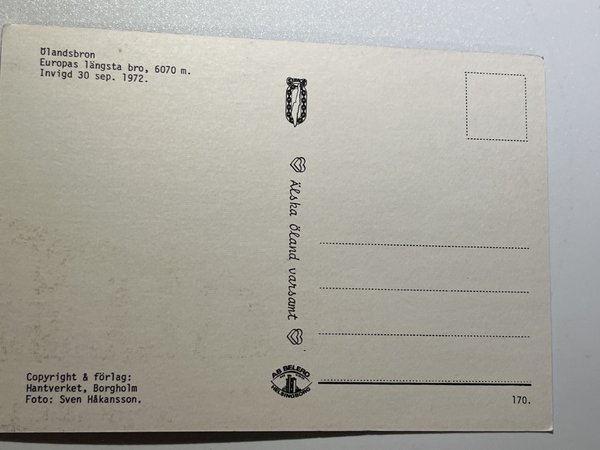 Ölandsbron
Europas längsta bro, 6070 m.
Invigd 30 sep. 1972.
Älska Öland varsamt
Copyright & förlag:
Hantverket, Borgholm
Foto: Sven Håkansson.
AB BELERO
HELSINGBORG
170.